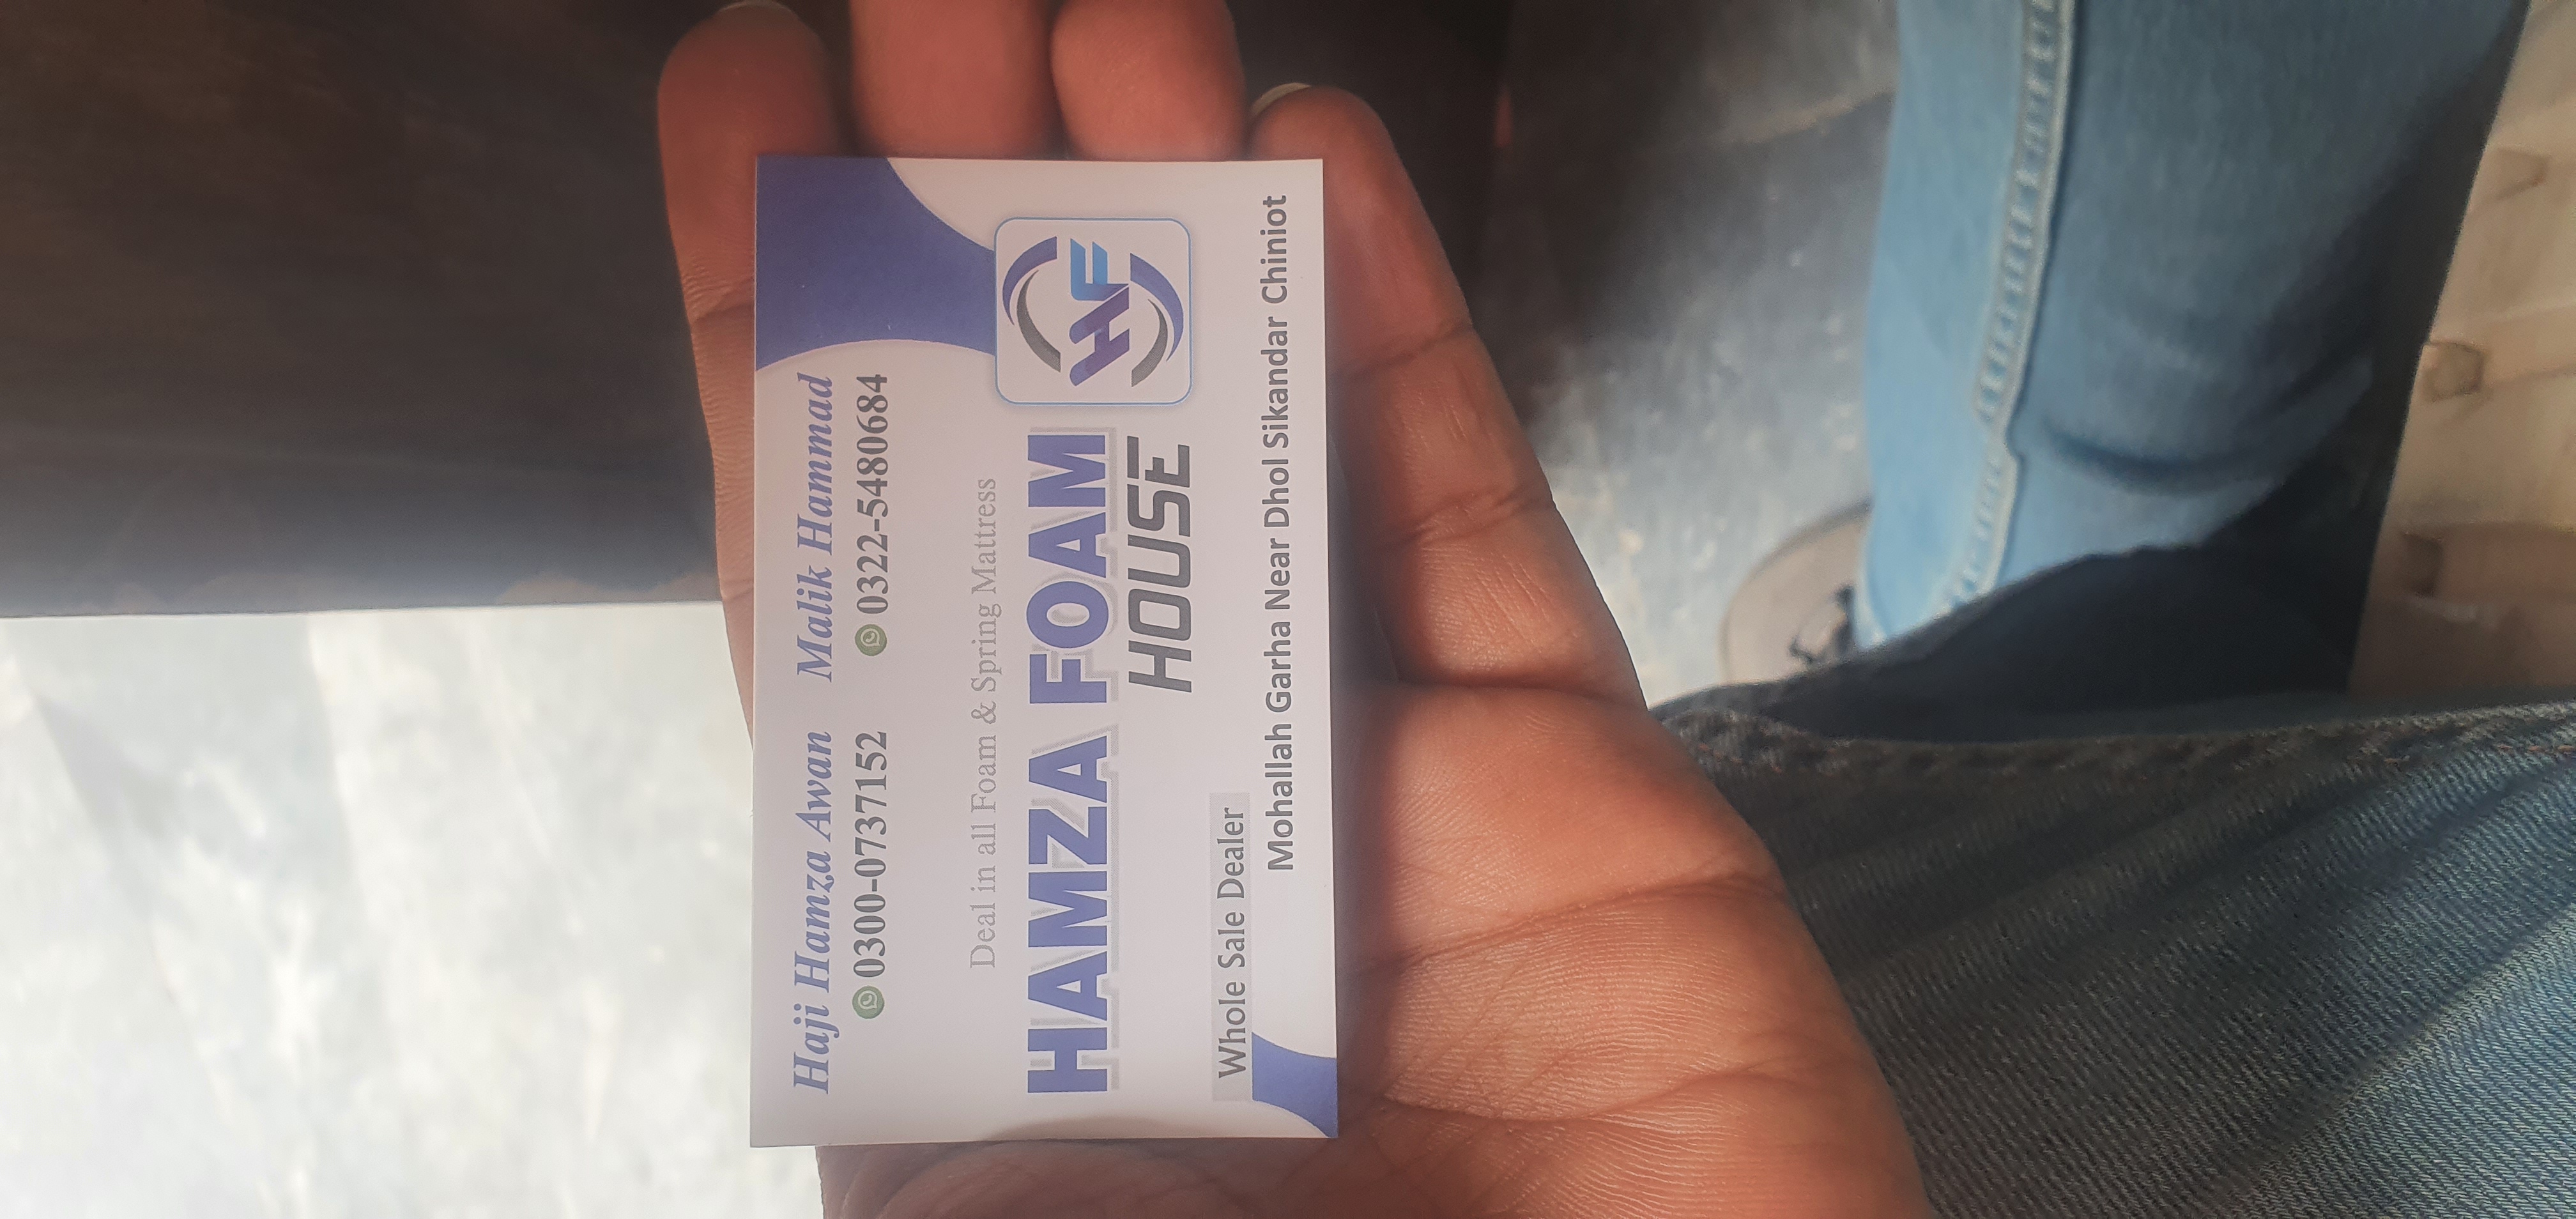 Haji Hamza Awan Malik Hammad
0300-0737152 0322-5480684
Deal in all Foam & Spring Mattress
HAMZA FOAM
HOUSE
HF
Whole Sale Dealer
Mohallah Garha Near Dhol Sikandar Chiniot